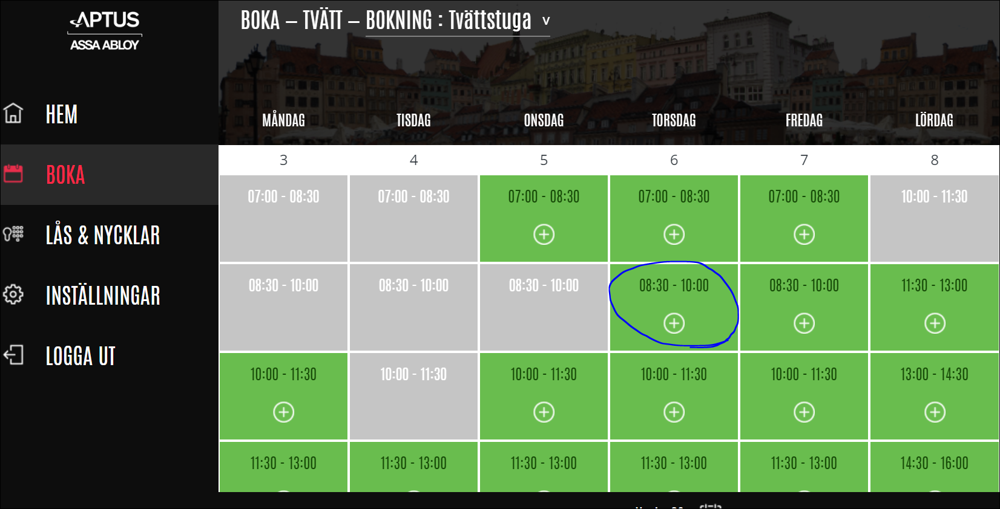 APTUS
ASSA ABLOY
HEM
BOKA
LÅS & NYCKLAR
INSTÄLLNINGAR
LOGGA UT
BOKA – TVÄTT – BOKNING : Tvättstuga v
MÅNDAG TISDAG ONSDAG TORSDAG FREDAG LÖRDAG
3 4 5 6 7 8
07:00 - 08:30 07:00 - 08:30 07:00 - 08:30 07:00 - 08:30 07:00 - 08:30 10:00 - 11:30
08:30 - 10:00 08:30 - 10:00 08:30 - 10:00 08:30 - 10:00 08:30 - 10:00 11:30 - 13:00
10:00 - 11:30 10:00 - 11:30 10:00 - 11:30 10:00 - 11:30 10:00 - 11:30 13:00 - 14:30
11:30 - 13:00 11:30 - 13:00 11:30 - 13:00 11:30 - 13:00 11:30 - 13:00 14:30 - 16:00